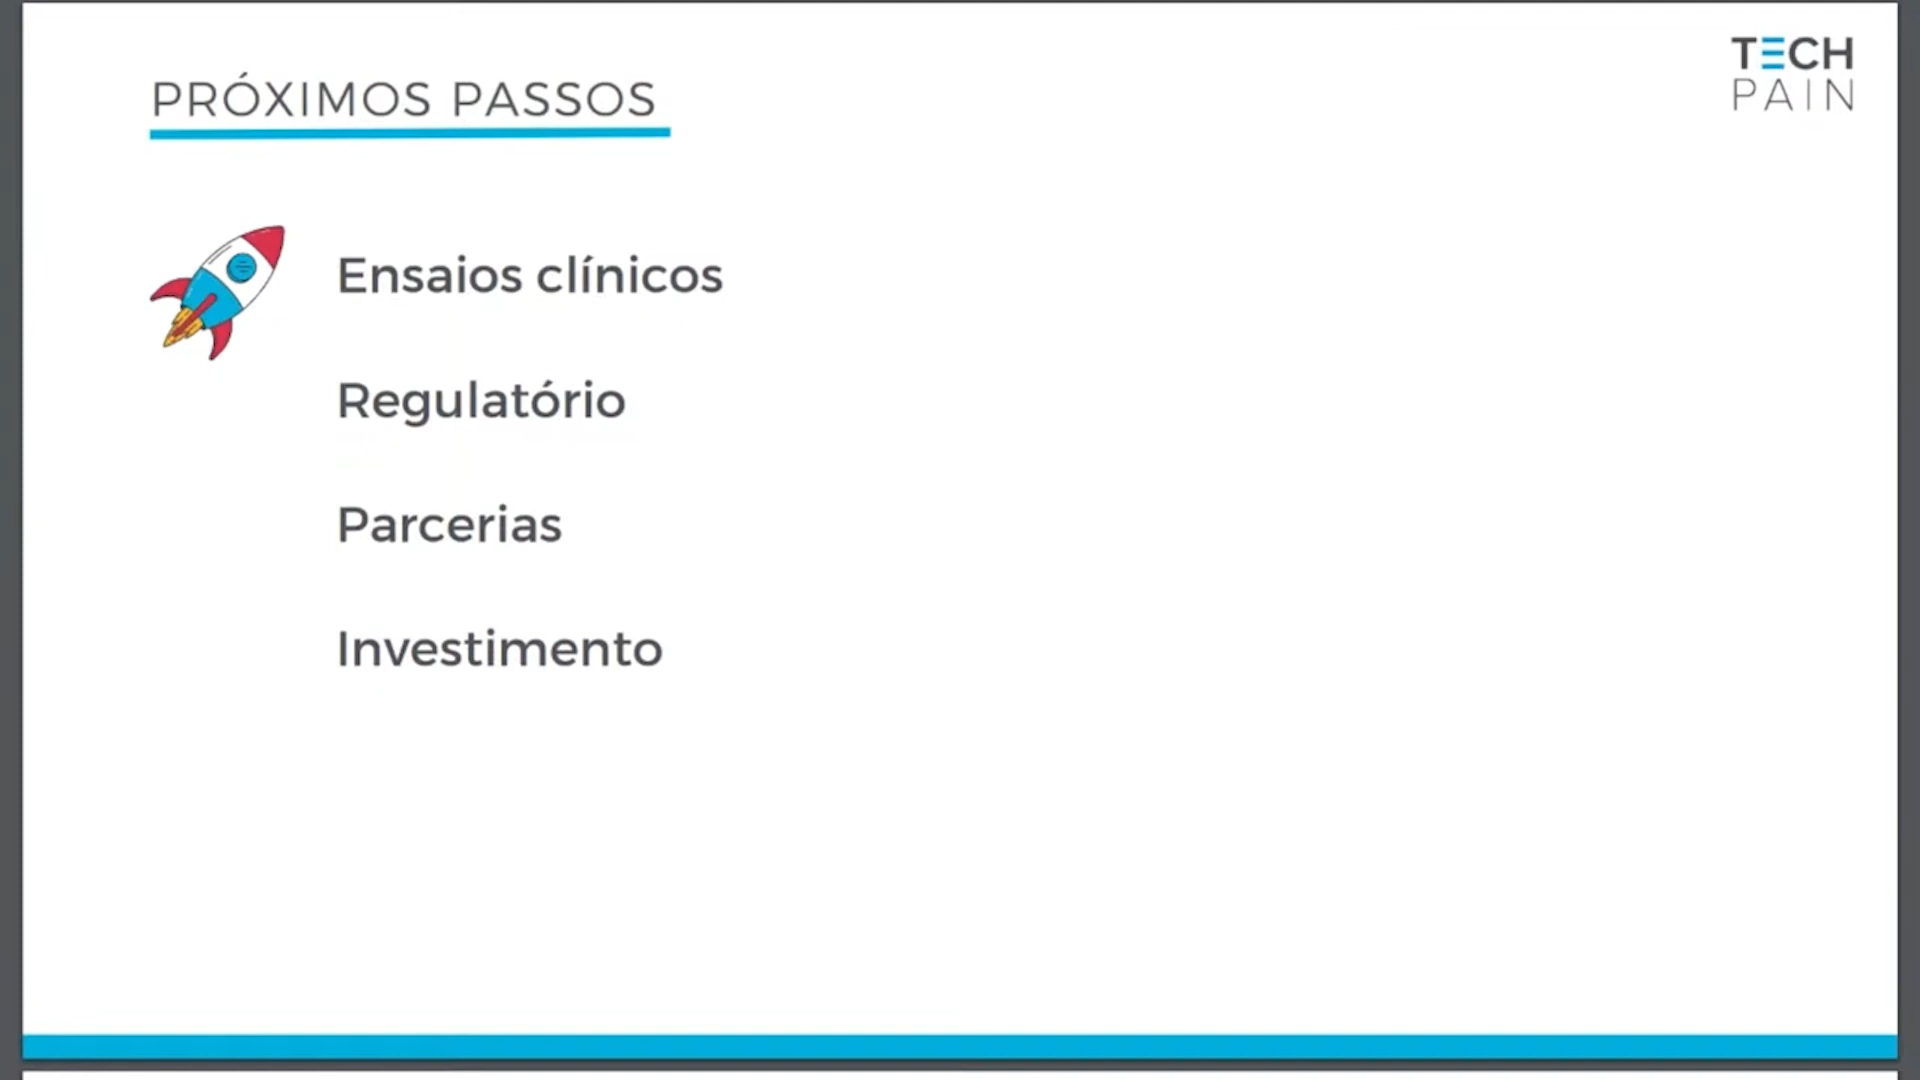 PRÓXIMOS PASSOS
TECH
PAIN
Ensaios clínicos
Regulatório
Parcerias
Investimento